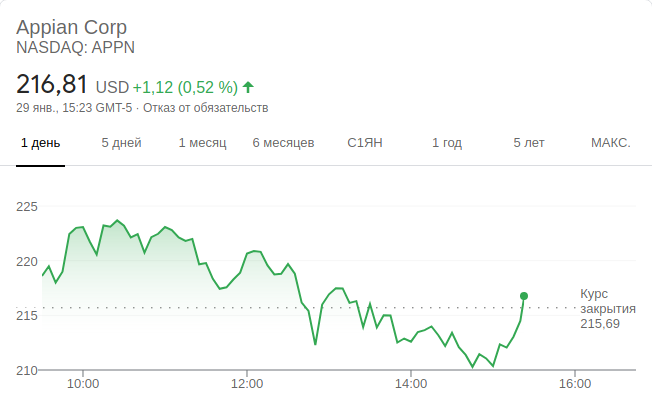 Appian Corp
NASDAQ: APPN
216,81 USD +1,12 (0,52 %)
29 янв., 15:23 GMT-5 · Отказ от обязательств
1 день 5 дней 1 месяц 6 месяцев С1ЯН 1 год 5 лет МАКС.
225
220
215
210
Курс
закрытия
215,69
10:00 12:00 14:00 16:00